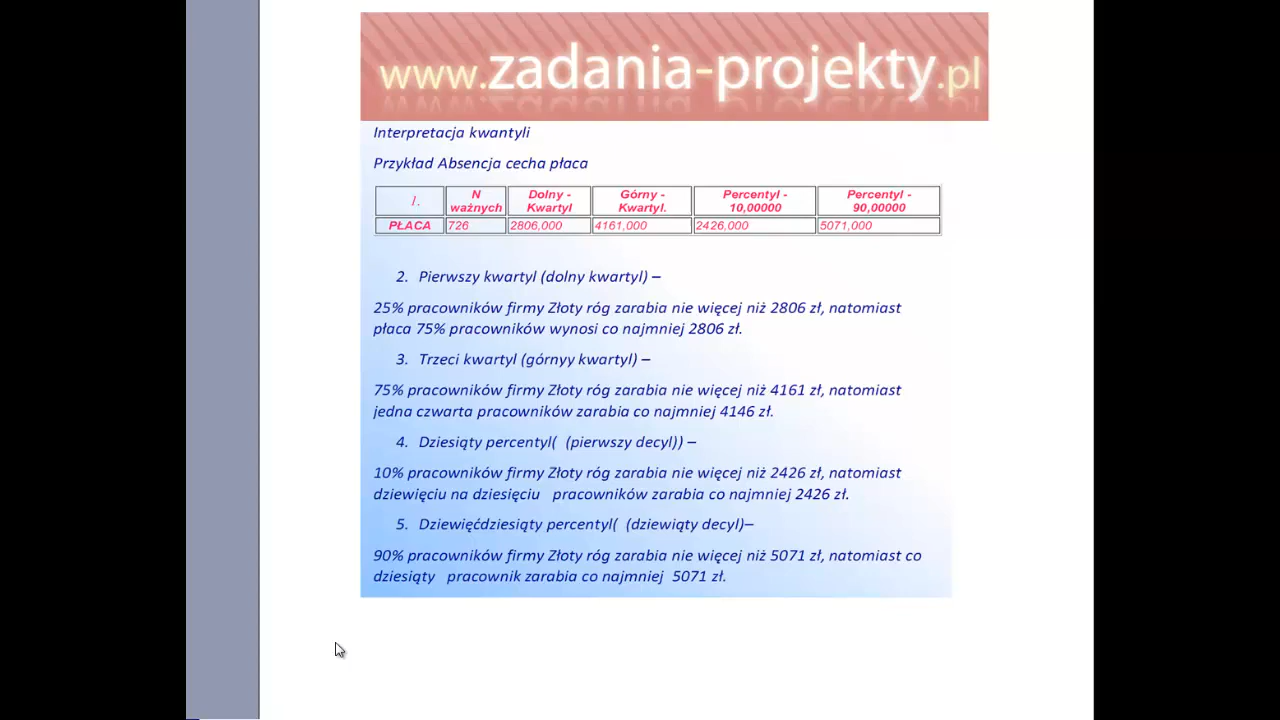 www.zadania-projekty.pl
Interpretacja kwantyli
Przykład Absencja cecha płaca
1. N ważnych Dolny - Kwartyl Górny - Kwartyl. Percentyl - 10,00000 Percentyl - 90,00000
PŁACA 726 2806,000 4161,000 2426,000 5071,000
2. Pierwszy kwartyl (dolny kwartyl) –
25% pracowników firmy Złoty róg zarabia nie więcej niż 2806 zł, natomiast
płaca 75% pracowników wynosi co najmniej 2806 zł.
3. Trzeci kwartyl (górnyy kwartyl) –
75% pracowników firmy Złoty róg zarabia nie więcej niż 4161 zł, natomiast
jedna czwarta pracowników zarabia co najmniej 4146 zł.
4. Dziesiąty percentyl( (pierwszy decyl)) –
10% pracowników firmy Złoty róg zarabia nie więcej niż 2426 zł, natomiast
dziewięciu na dziesięciu pracowników zarabia co najmniej 2426 zł.
5. Dziewięćdziesiąty percentyl( (dziewiąty decyl)–
90% pracowników firmy Złoty róg zarabia nie więcej niż 5071 zł, natomiast co
dziesiąty pracownik zarabia co najmniej 5071 zł.